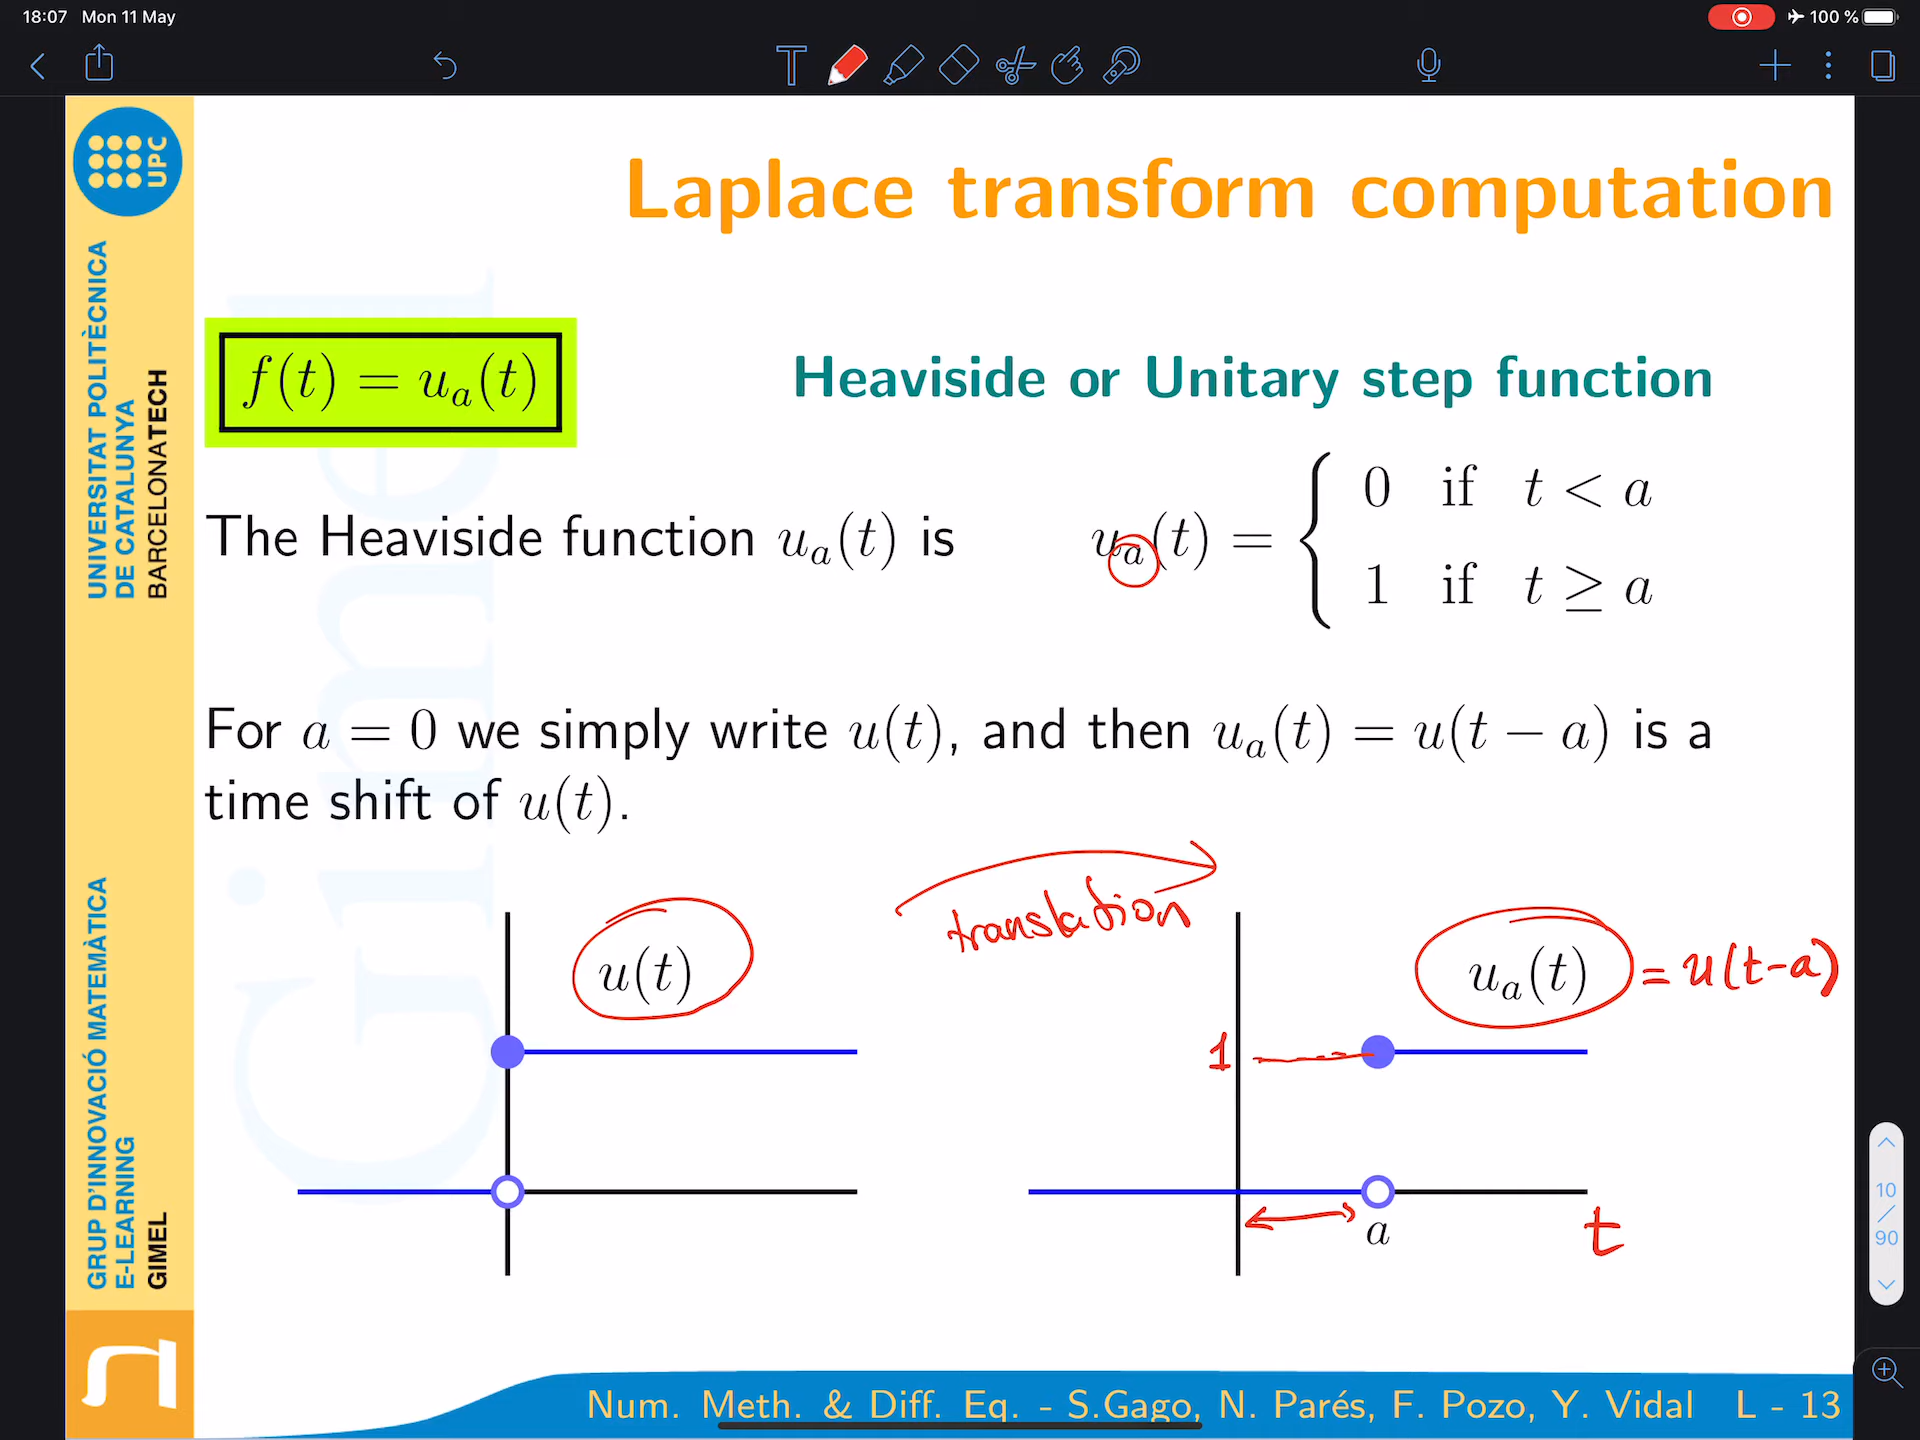 18:07 Mon 11 May
100 %
Laplace transform computation
f(t) = u_a(t)
Heaviside or Unitary step function
The Heaviside function u_a(t) is
u_a(t) = { 0 if t < a
1 if t ≥ a
For a = 0 we simply write u(t), and then u_a(t) = u(t − a) is a
time shift of u(t).
translation
u(t)
u_a(t) = u(t-a)
1
a
t
UPC
UNIVERSITAT POLITÈCNICA
DE CATALUNYA
BARCELONATECH
GRUP D'INNOVACIÓ MATEMÀTICA
E-LEARNING
GIMEL
Gimel
10
/
90
Num. Meth. & Diff. Eq. - S.Gago, N. Parés, F. Pozo, Y. Vidal L - 13